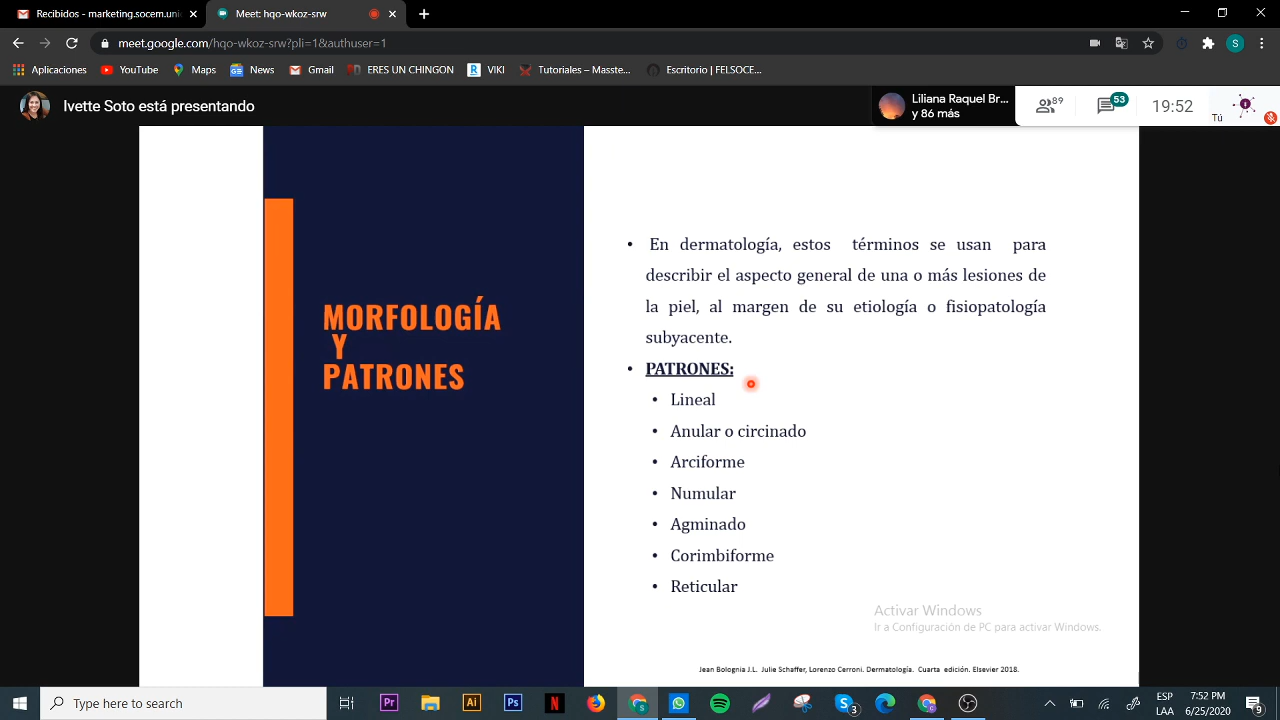 Recibidos - marketing.procomm@
Meet: hqo-wkoz-srw
meet.google.com/hqo-wkoz-srw?pli=1&authuser=1
Aplicaciones YouTube Maps News Gmail ERES UN CHINGON VIKI Tutoriales – Masste... Escritorio | FELSOCE...
Ivette Soto está presentando
Liliana Raquel Br...
y 86 más
89
53
19:52
Tú
MORFOLOGÍA
Y
PATRONES
• En dermatología, estos términos se usan para
describir el aspecto general de una o más lesiones de
la piel, al margen de su etiología o fisiopatología
subyacente.
• PATRONES:
• Lineal
• Anular o circinado
• Arciforme
• Numular
• Agminado
• Corimbiforme
• Reticular
Activar Windows
Ir a Configuración de PC para activar Windows.
Jean Bolognia J.L. Julie Schaffer, Lorenzo Cerroni. Dermatología. Cuarta edición. Elsevier 2018.
Type here to search
ESP
LAA
7:52 PM
6/25/2020